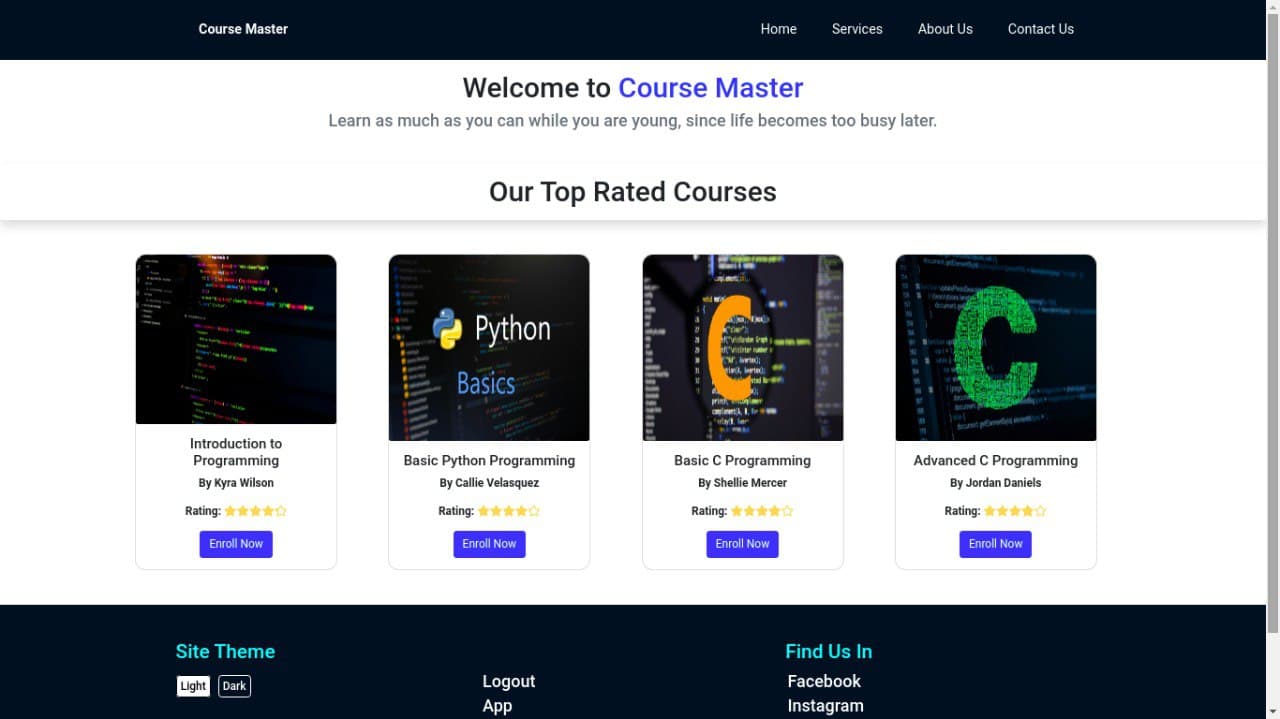 Course Master
Home Services About Us Contact Us
Welcome to Course Master
Learn as much as you can while you are young, since life becomes too busy later.
Our Top Rated Courses
Python
Basics
C
C
Introduction to
Programming
By Kyra Wilson
Rating:
Enroll Now
Basic Python Programming
By Callie Velasquez
Rating:
Enroll Now
Basic C Programming
By Shellie Mercer
Rating:
Enroll Now
Advanced C Programming
By Jordan Daniels
Rating:
Enroll Now
Site Theme
Light Dark
Logout
App
Find Us In
Facebook
Instagram